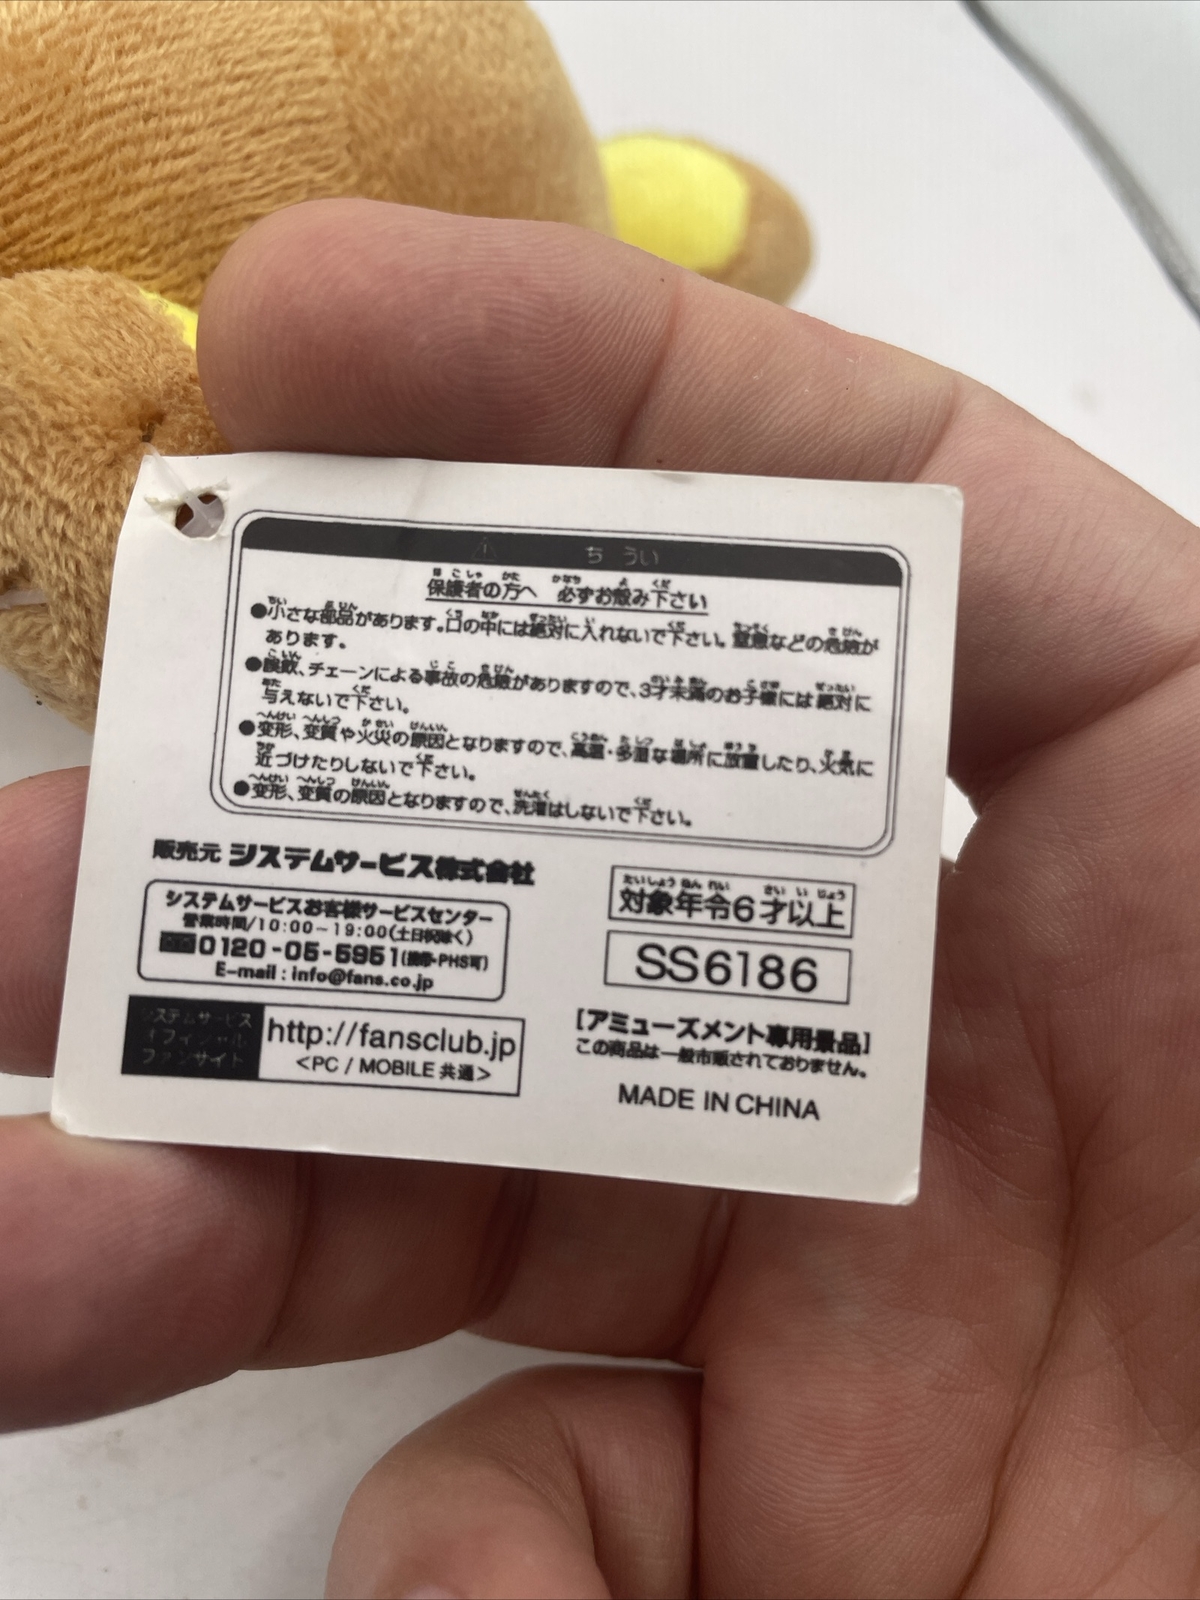 ⚠ ちゅうい
保護者の方へ 必ずお読み下さい
●小さな部品があります。口の中には絶対に入れないで下さい。窒息などの危険が
あります。
●誤飲、チェーンによる事故の危険がありますので、3才未満のお子様には絶対に
与えないで下さい。
●変形、変質や火災の原因となりますので、高温・多湿な場所に放置したり、火気に
近づけたりしないで下さい。
●変形、変質の原因となりますので、洗濯はしないで下さい。
販売元 システムサービス株式会社
システムサービスお客様サービスセンター
営業時間/10:00~19:00(土日祝除く)
0120-05-5951(携帯・PHS可)
E-mail : info@fans.co.jp
システムサービス
オフィシャル
ファンサイト
http://fansclub.jp
<PC / MOBILE 共通>
対象年令6才以上
SS6186
[アミューズメント専用景品]
この商品は一般市販されておりません。
MADE IN CHINA